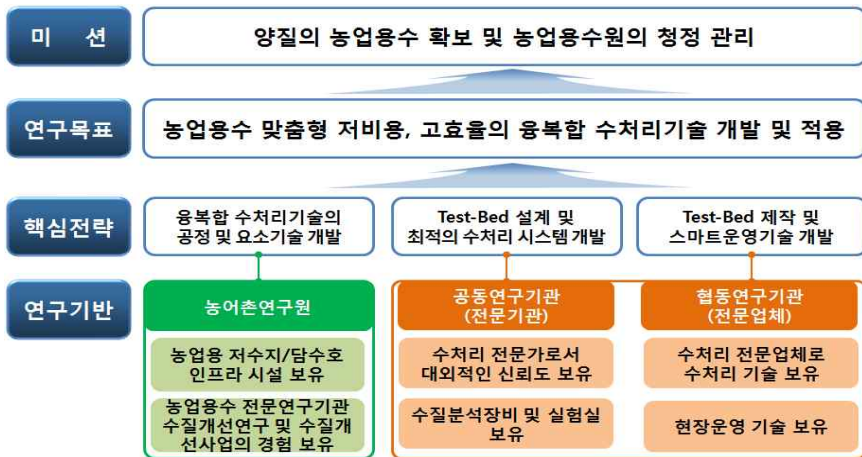 미 션
양질의 농업용수 확보 및 농업용수원의 청정 관리
연구목표
농업용수 맞춤형 저비용, 고효율의 융복합 수처리기술 개발 및 적용
핵심전략
융복합 수처리기술의
공정 및 요소기술 개발
Test-Bed 설계 및
최적의 수처리 시스템 개발
Test-Bed 제작 및
스마트운영기술 개발
연구기반
농어촌연구원
농업용 저수지/담수호
인프라 시설 보유
농업용수 전문연구기관
수질개선연구 및 수질개
선사업의 경험 보유
공동연구기관
(전문기관)
수처리 전문가로서
대외적인 신뢰도 보유
수질분석장비 및 실험실
보유
협동연구기관
(전문업체)
수처리 전문업체로
수처리 기술 보유
현장운영 기술 보유